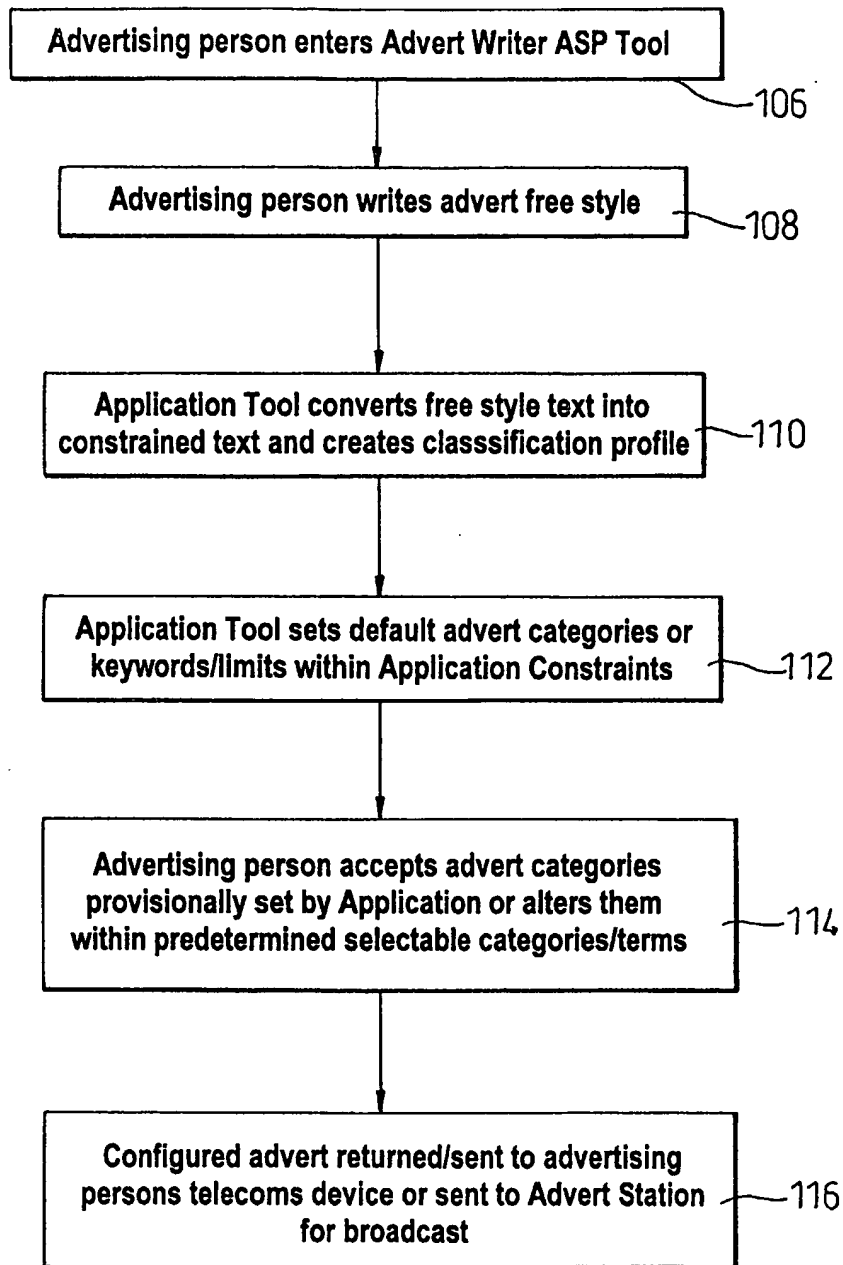 Advertising person enters Advert Writer ASP Tool
106
Advertising person writes advert free style
108
Application Tool converts free style text into
constrained text and creates classsification profile
110
Application Tool sets default advert categories or
keywords/limits within Application Constraints
112
Advertising person accepts advert categories
provisionally set by Application or alters them
within predetermined selectable categories/terms
114
Configured advert returned/sent to advertising
persons telecoms device or sent to Advert Station
for broadcast
116